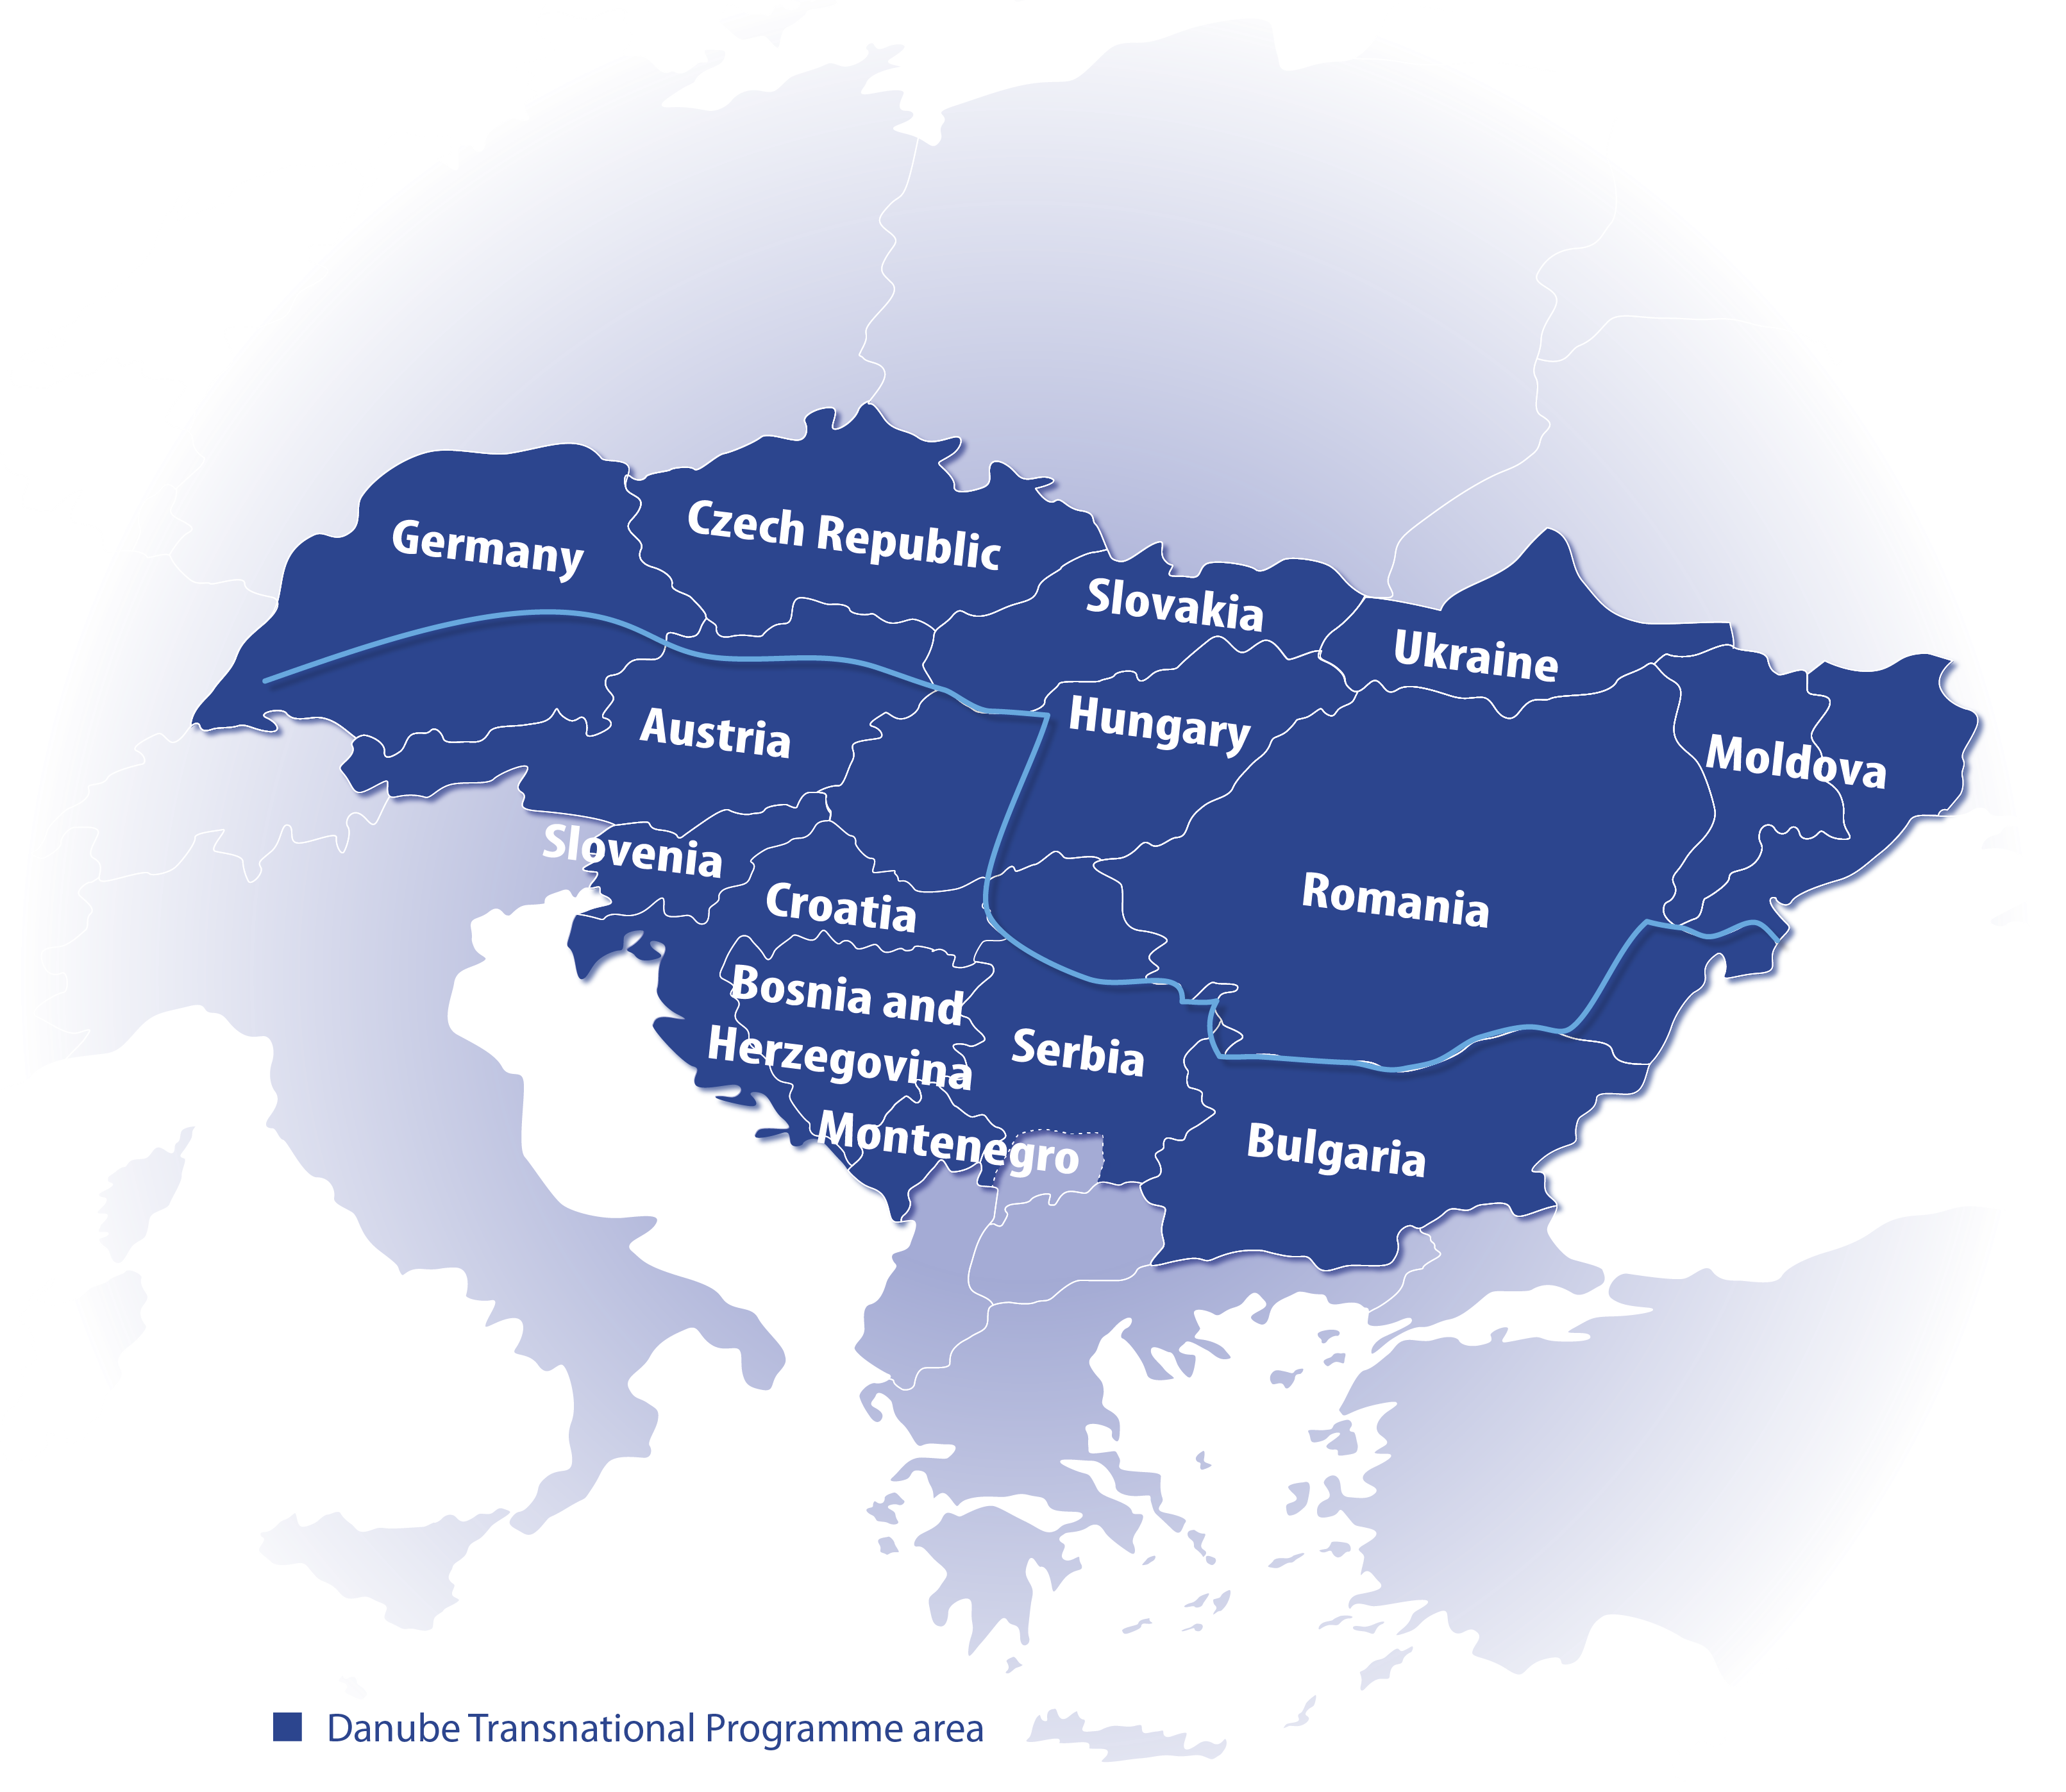 Germany
Czech Republic
Slovakia
Ukraine
Austria
Hungary
Moldova
Slovenia
Croatia
Romania
Bosnia and
Herzegovina
Serbia
Montenegro
Bulgaria
Danube Transnational Programme area